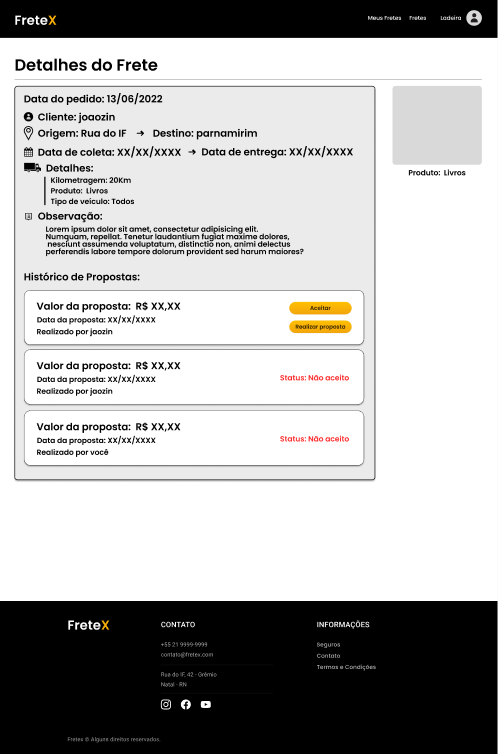 FreteX
Meus Fretes Fretes Ladeira
Detalhes do Frete
Data do pedido: 13/06/2022
Cliente: joaozin
Origem: Rua do IF → Destino: parnamirim
Data de coleta: XX/XX/XXXX → Data de entrega: XX/XX/XXXX
Detalhes:
Kilometragem: 20Km
Produto: Livros
Tipo de veículo: Todos
Observação:
Lorem ipsum dolor sit amet, consectetur adipisicing elit.
Numquam, repellat. Tenetur laudantium fugiat maxime dolores,
nesciunt assumenda voluptatum, distinctio non, animi delectus
perferendis labore tempore dolorum provident sed harum maiores?
Histórico de Propostas:
Valor da proposta: R$ XX,XX
Data da proposta: XX/XX/XXXX
Realizado por jaozin
Aceitar
Realizar proposta
Valor da proposta: R$ XX,XX
Data da proposta: XX/XX/XXXX
Realizado por jaozin
Status: Não aceito
Valor da proposta: R$ XX,XX
Data da proposta: XX/XX/XXXX
Realizado por você
Status: Não aceito
Produto: Livros
FreteX
CONTATO
+55 21 9999-9999
contato@fretex.com
Rua do IF, 42 - Grêmio
Natal - RN
INFORMAÇÕES
Seguros
Contato
Termos e Condições
Fretex © Alguns direitos reservados.